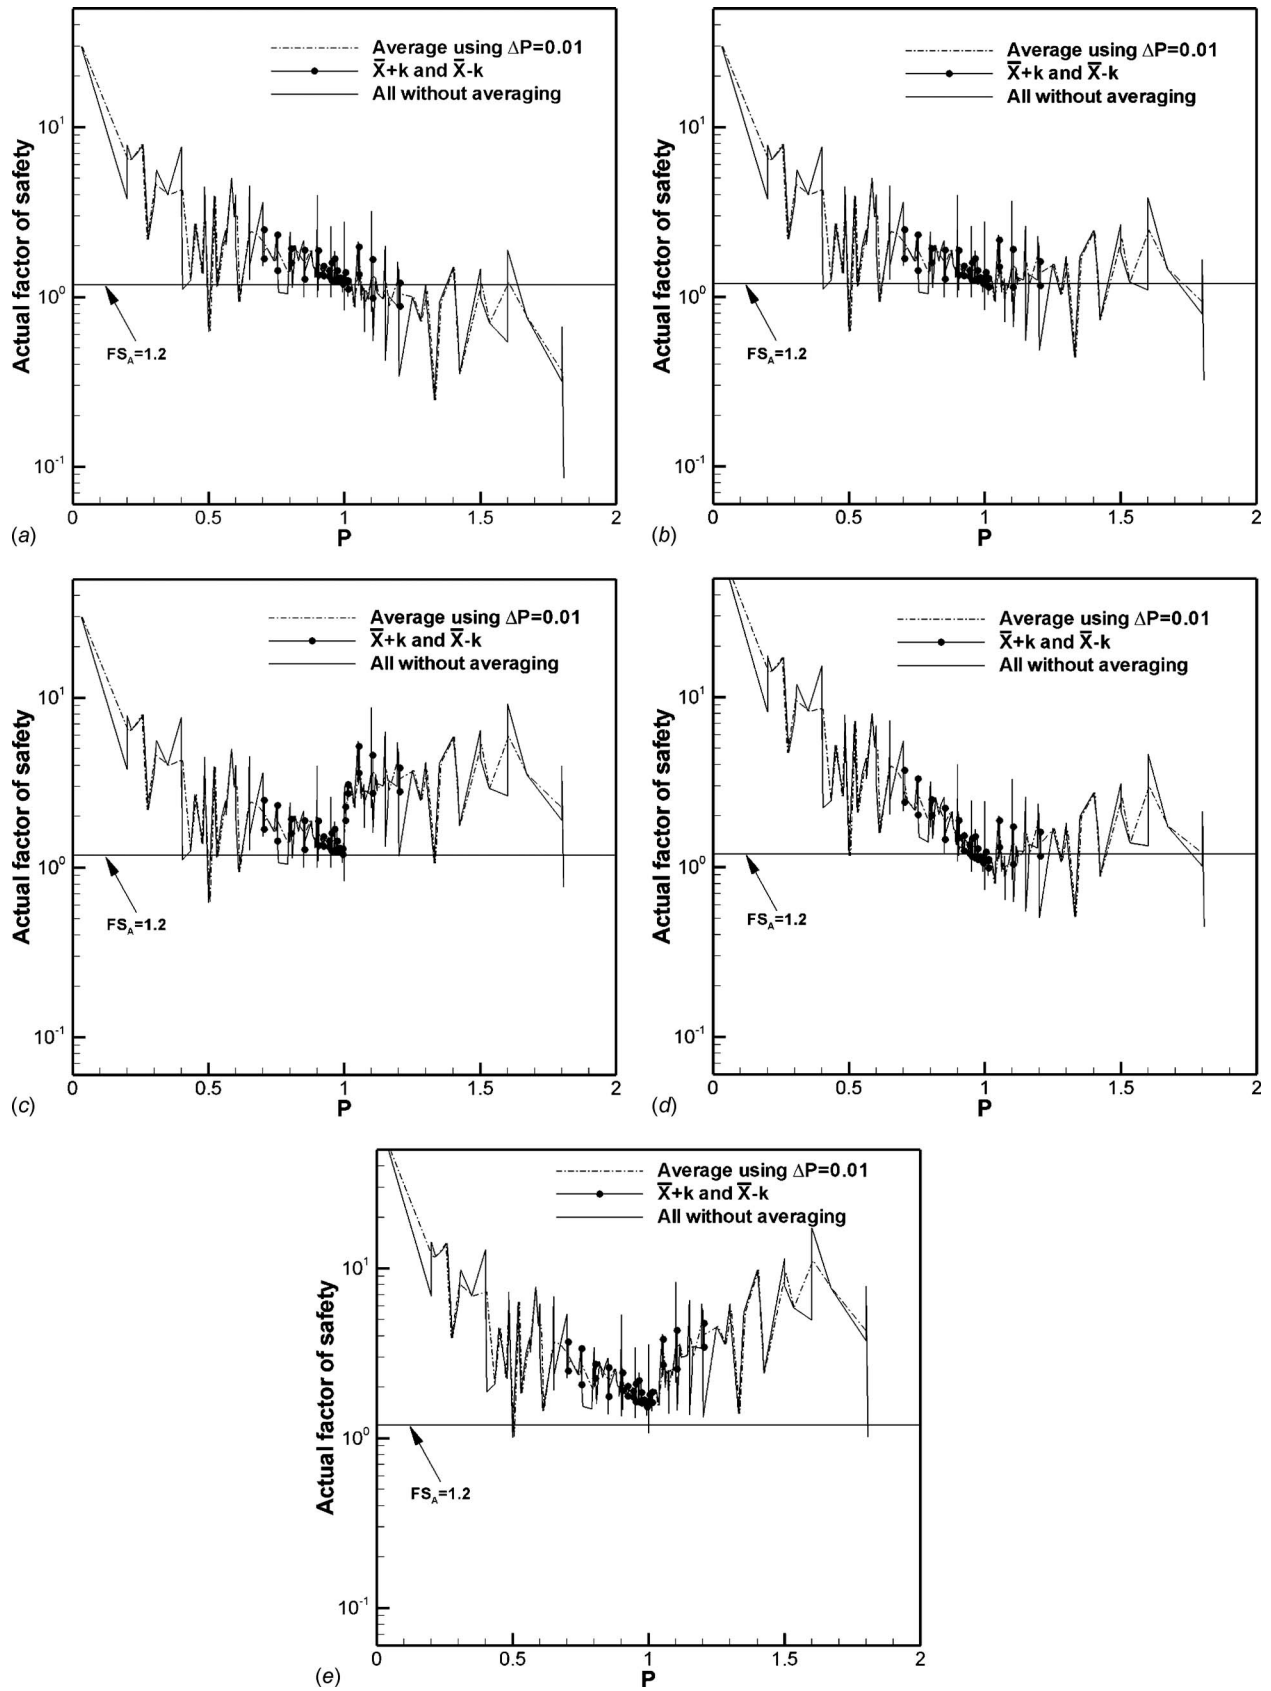 Average using ΔP=0.01
X̅+k and X̅-k
All without averaging
Actual factor of safety
10¹
10⁰
10⁻¹
FS_A=1.2
0 0.5 1 1.5 2
P
(a)
Average using ΔP=0.01
X̅+k and X̅-k
All without averaging
Actual factor of safety
10¹
10⁰
10⁻¹
FS_A=1.2
0 0.5 1 1.5 2
P
(b)
Average using ΔP=0.01
X̅+k and X̅-k
All without averaging
Actual factor of safety
10¹
10⁰
10⁻¹
FS_A=1.2
0 0.5 1 1.5 2
P
(c)
Average using ΔP=0.01
X̅+k and X̅-k
All without averaging
Actual factor of safety
10¹
10⁰
10⁻¹
FS_A=1.2
0 0.5 1 1.5 2
P
(d)
Average using ΔP=0.01
X̅+k and X̅-k
All without averaging
Actual factor of safety
10¹
10⁰
10⁻¹
FS_A=1.2
0 0.5 1 1.5 2
P
(e)